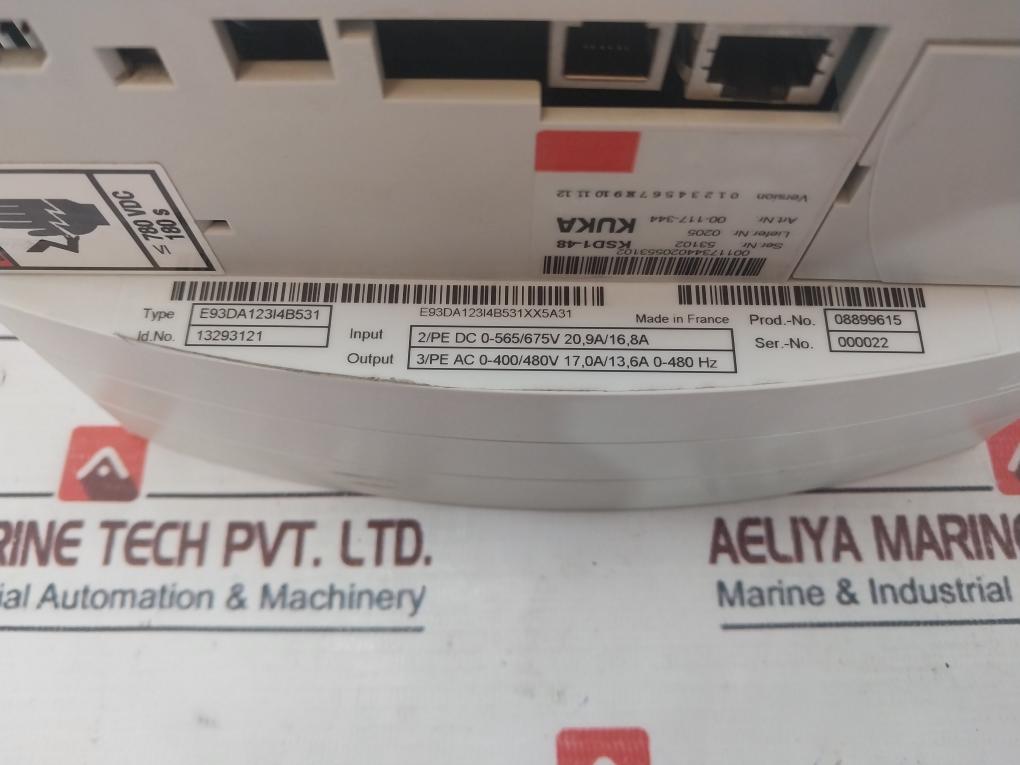 ≤ 780 VDC
180 s
Version 0 1 2 3 4 5 6 7 8 9 10 11 12
Art.Nr. 00-117-344 KUKA
Liefer.Nr. 0205
Ser.Nr. 53102 KSD1-48
00117344020553102
Type E93DA123I4B531
Id.No. 13293121
E93DA123I4B531XX5A31
Made in France
Input 2/PE DC 0-565/675V 20,9A/16,8A
Output 3/PE AC 0-400/480V 17,0A/13,6A 0-480 Hz
Prod.-No. 08899615
Ser.-No. 000022
RINE TECH PVT. LTD.
ial Automation & Machinery
AELIYA MARINE
Marine & Industrial